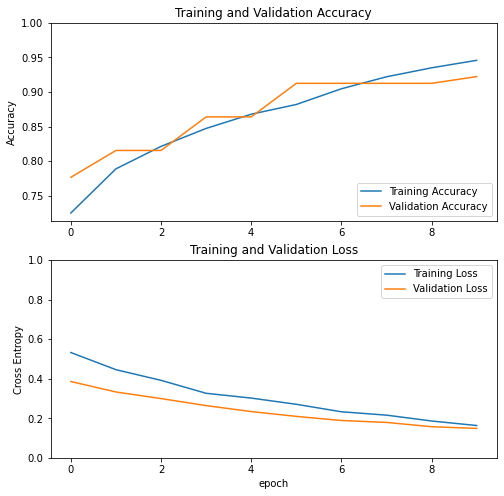 Training and Validation Accuracy
1.00
0.95
0.90
0.85
0.80
0.75
Accuracy
Training Accuracy
Validation Accuracy
0 2 4 6 8
Training and Validation Loss
1.0
0.8
0.6
0.4
0.2
0.0
Cross Entropy
Training Loss
Validation Loss
0 2 4 6 8
epoch